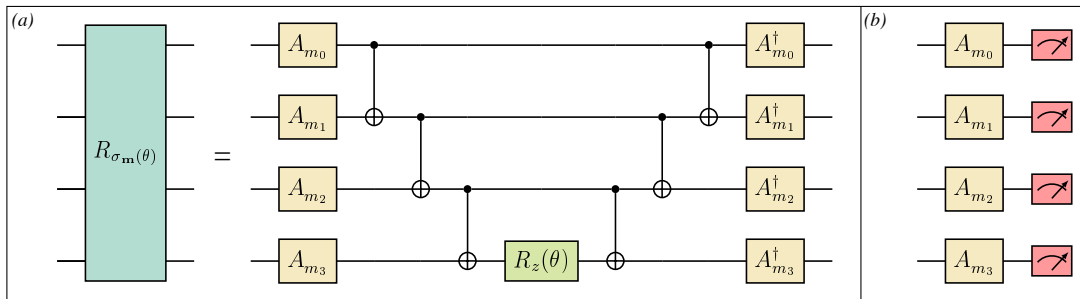 (a)
(b)
A_{m_0} A^†_{m_0} A_{m_0}
A_{m_1} A^†_{m_1} A_{m_1}
R_{σ_𝐦(θ)} =
A_{m_2} A^†_{m_2} A_{m_2}
A_{m_3} R_z(θ) A^†_{m_3} A_{m_3}